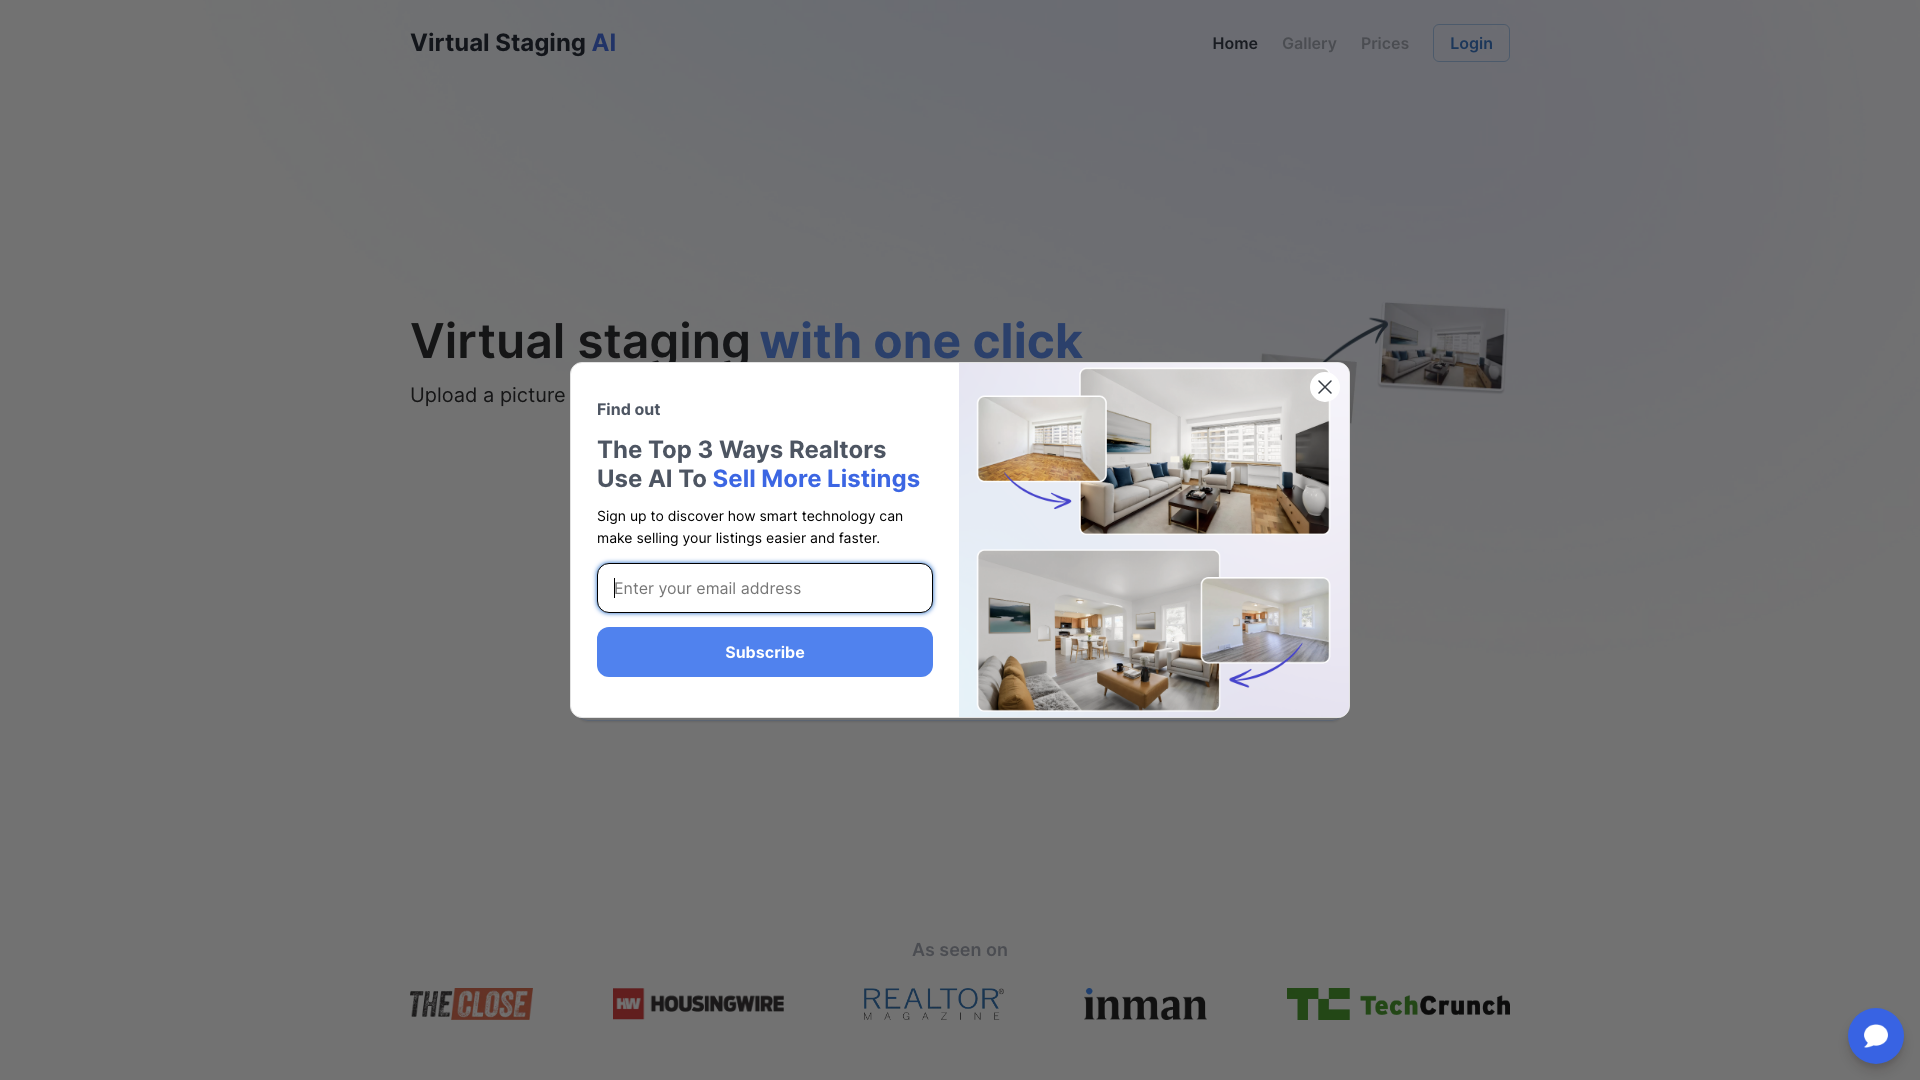 Virtual Staging AI
Home
Gallery
Prices
Login
Virtual staging with one click
Upload a picture
Find out
The Top 3 Ways Realtors
Use AI To Sell More Listings
Sign up to discover how smart technology can
make selling your listings easier and faster.
Enter your email address
Subscribe
As seen on
THE CLOSE
HW HOUSINGWIRE
REALTOR®
MAGAZINE
inman
TC TechCrunch